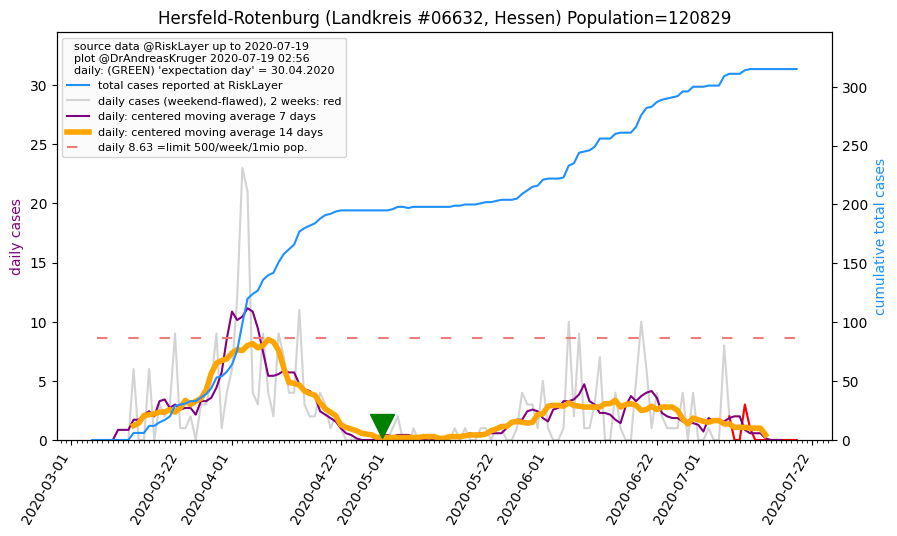 Hersfeld-Rotenburg (Landkreis #06632, Hessen) Population=120829
source data @RiskLayer up to 2020-07-19
plot @DrAndreasKruger 2020-07-19 02:56
daily: (GREEN) 'expectation day' = 30.04.2020
total cases reported at RiskLayer
daily cases (weekend-flawed), 2 weeks: red
daily: centered moving average 7 days
daily: centered moving average 14 days
daily 8.63 =limit 500/week/1mio pop.
daily cases
30
25
20
15
10
5
0
cumulative total cases
300
250
200
150
100
50
0
2020-03-01
2020-03-22
2020-04-01
2020-04-22
2020-05-01
2020-05-22
2020-06-01
2020-06-22
2020-07-01
2020-07-22